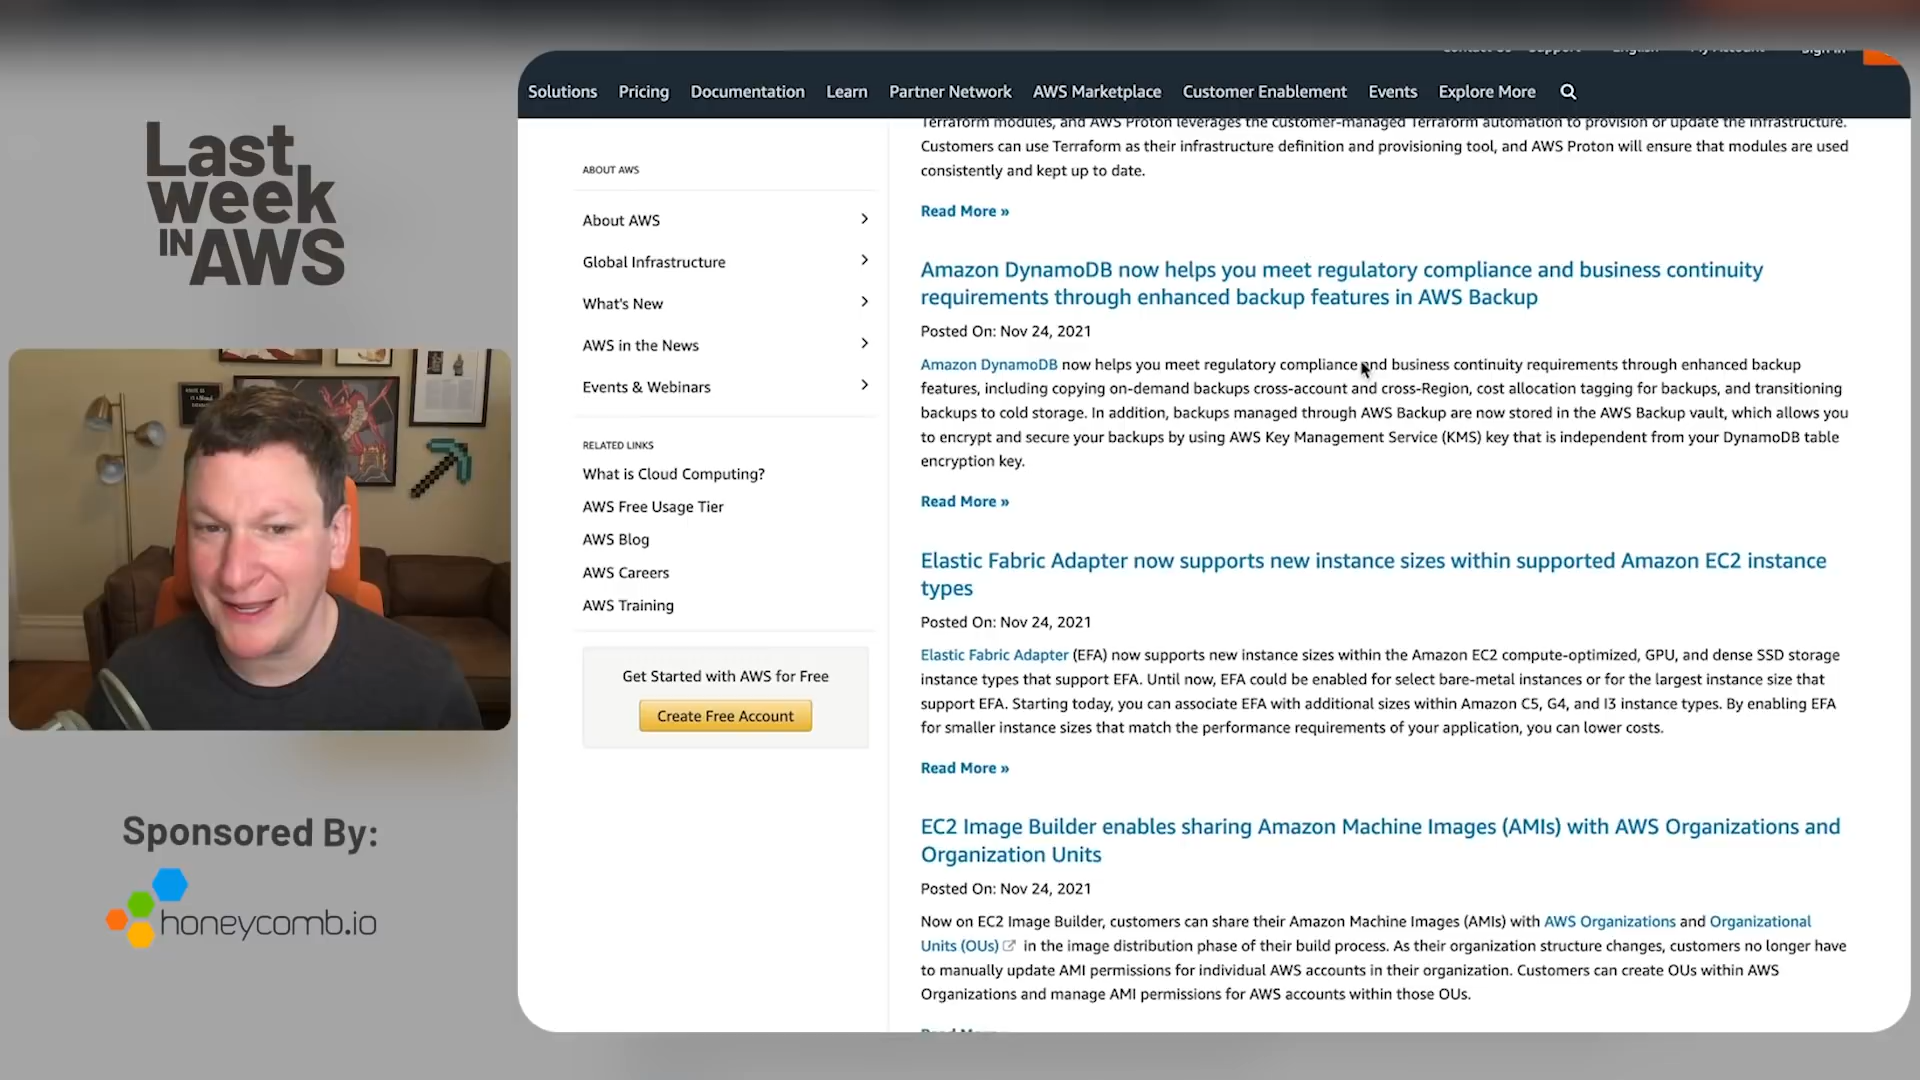 Last
week
IN AWS
Sponsored By:
honeycomb.io
Solutions Pricing Documentation Learn Partner Network AWS Marketplace Customer Enablement Events Explore More
ABOUT AWS
About AWS
Global Infrastructure
What's New
AWS in the News
Events & Webinars
RELATED LINKS
What is Cloud Computing?
AWS Free Usage Tier
AWS Blog
AWS Careers
AWS Training
Get Started with AWS for Free
Create Free Account
Terraform modules, and AWS Proton leverages the customer-managed Terraform automation to provision or update the infrastructure.
Customers can use Terraform as their infrastructure definition and provisioning tool, and AWS Proton will ensure that modules are used
consistently and kept up to date.
Read More »
Amazon DynamoDB now helps you meet regulatory compliance and business continuity
requirements through enhanced backup features in AWS Backup
Posted On: Nov 24, 2021
Amazon DynamoDB now helps you meet regulatory compliance and business continuity requirements through enhanced backup
features, including copying on-demand backups cross-account and cross-Region, cost allocation tagging for backups, and transitioning
backups to cold storage. In addition, backups managed through AWS Backup are now stored in the AWS Backup vault, which allows you
to encrypt and secure your backups by using AWS Key Management Service (KMS) key that is independent from your DynamoDB table
encryption key.
Read More »
Elastic Fabric Adapter now supports new instance sizes within supported Amazon EC2 instance
types
Posted On: Nov 24, 2021
Elastic Fabric Adapter (EFA) now supports new instance sizes within the Amazon EC2 compute-optimized, GPU, and dense SSD storage
instance types that support EFA. Until now, EFA could be enabled for select bare-metal instances or for the largest instance size that
support EFA. Starting today, you can associate EFA with additional sizes within Amazon C5, G4, and I3 instance types. By enabling EFA
for smaller instance sizes that match the performance requirements of your application, you can lower costs.
Read More »
EC2 Image Builder enables sharing Amazon Machine Images (AMIs) with AWS Organizations and
Organization Units
Posted On: Nov 24, 2021
Now on EC2 Image Builder, customers can share their Amazon Machine Images (AMIs) with AWS Organizations and Organizational
Units (OUs) in the image distribution phase of their build process. As their organization structure changes, customers no longer have
to manually update AMI permissions for individual AWS accounts in their organization. Customers can create OUs within AWS
Organizations and manage AMI permissions for AWS accounts within those OUs.